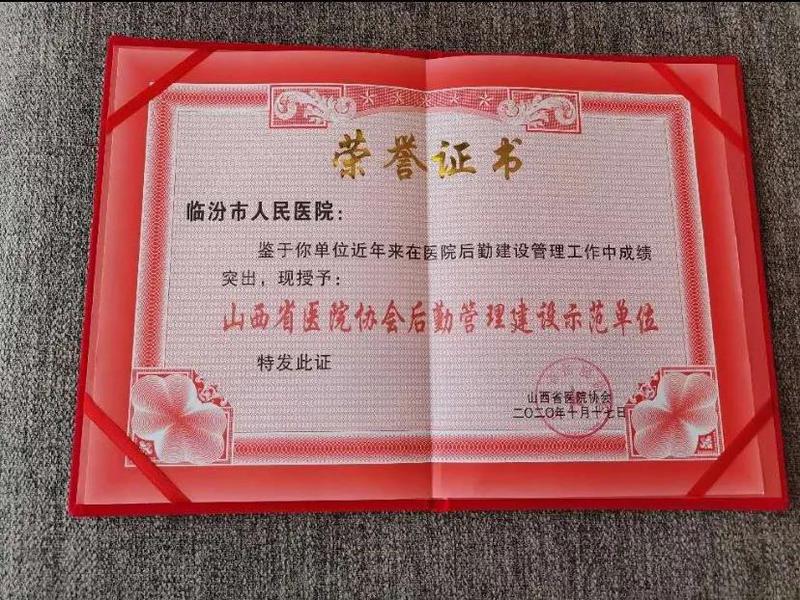 荣誉证书
临汾市人民医院：
鉴于你单位近年来在医院后勤建设管理工作中成绩
突出，现授予：
山西省医院协会后勤管理建设示范单位
特发此证
山西省医院协会
二〇二〇年十月十七日